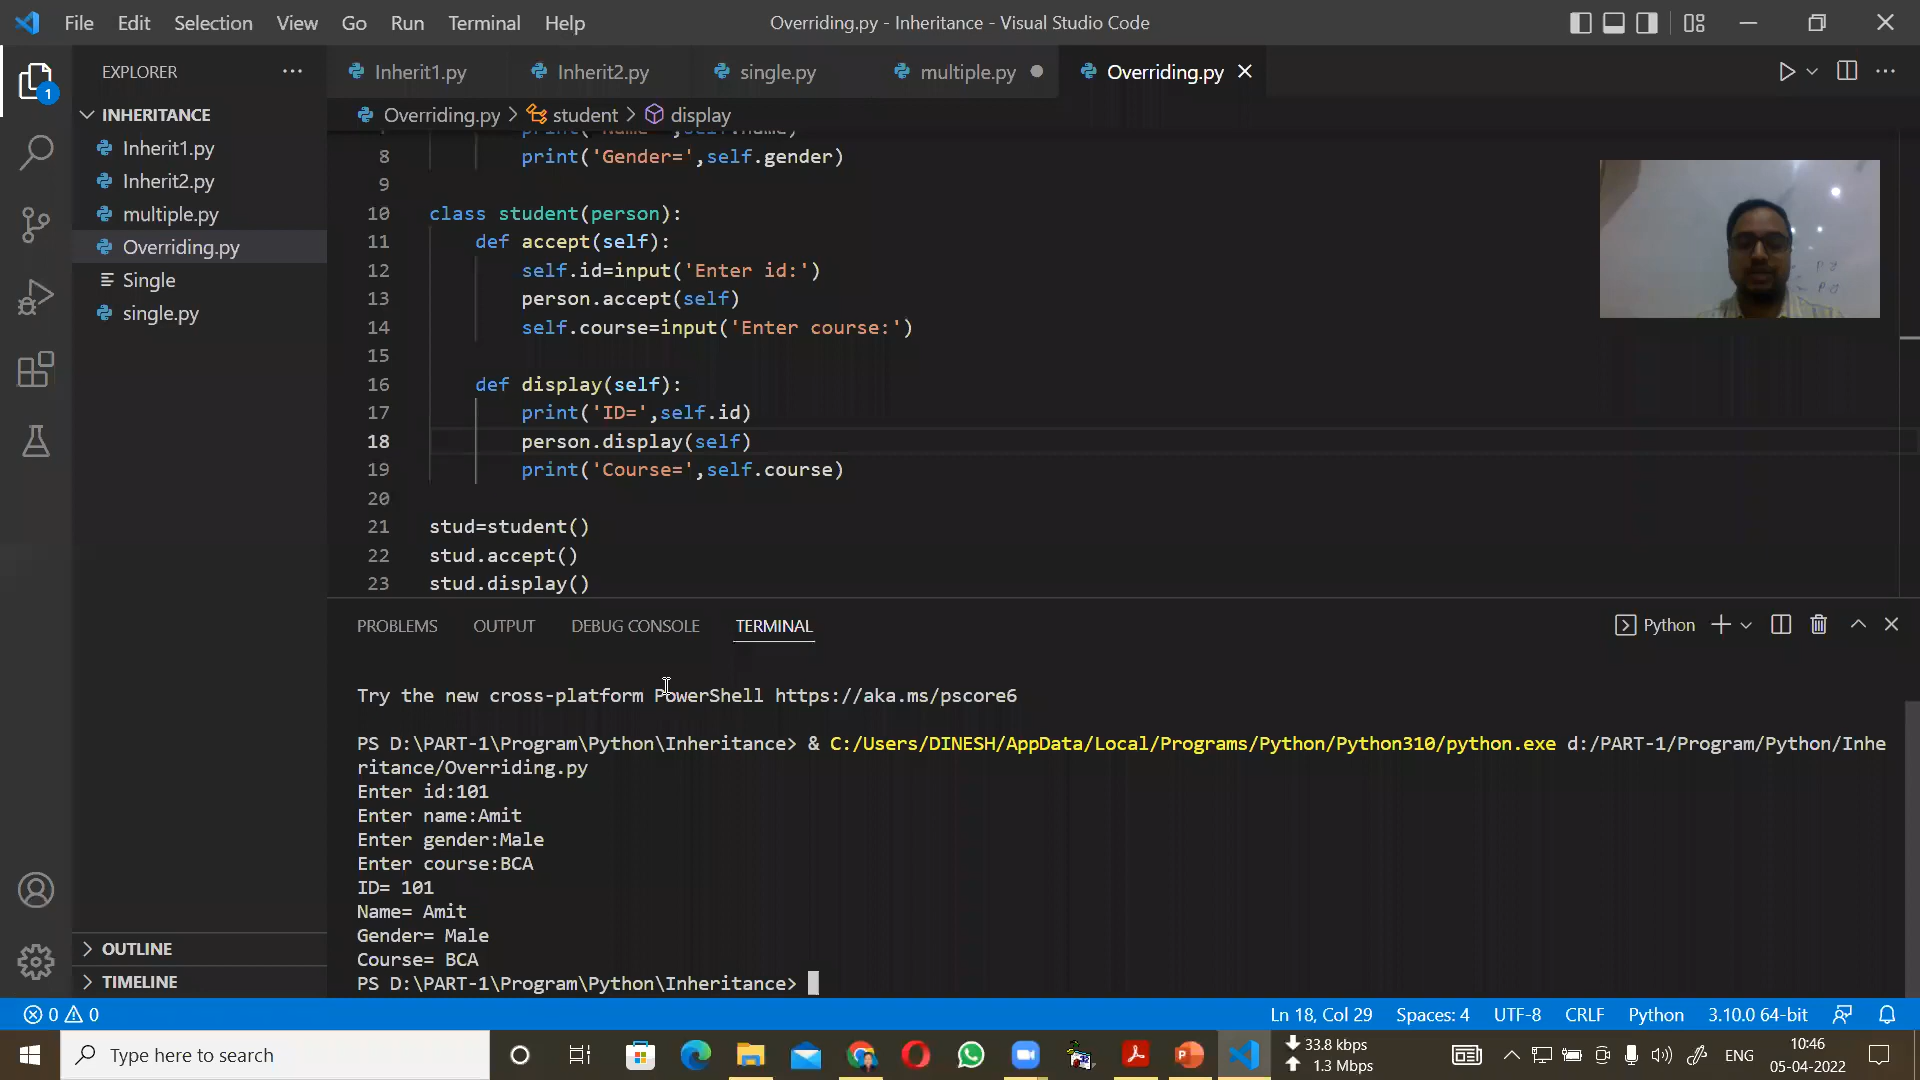 File Edit Selection View Go Run Terminal Help
Overriding.py - Inheritance - Visual Studio Code
EXPLORER
Inherit1.py
Inherit2.py
single.py
multiple.py
Overriding.py
INHERITANCE
Inherit1.py
Inherit2.py
multiple.py
Overriding.py
Single
single.py
OUTLINE
TIMELINE
1
Overriding.py > student > display
print('Name=',self.name)
8 print('Gender=',self.gender)
9
10 class student(person):
11 def accept(self):
12 self.id=input('Enter id:')
13 person.accept(self)
14 self.course=input('Enter course:')
15
16 def display(self):
17 print('ID=',self.id)
18 person.display(self)
19 print('Course=',self.course)
20
21 stud=student()
22 stud.accept()
23 stud.display()
PROBLEMS OUTPUT DEBUG CONSOLE TERMINAL
Python
Try the new cross-platform PowerShell https://aka.ms/pscore6
PS D:\PART-1\Program\Python\Inheritance> & C:/Users/DINESH/AppData/Local/Programs/Python/Python310/python.exe d:/PART-1/Program/Python/Inhe
ritance/Overriding.py
Enter id:101
Enter name:Amit
Enter gender:Male
Enter course:BCA
ID= 101
Name= Amit
Gender= Male
Course= BCA
PS D:\PART-1\Program\Python\Inheritance>
0 0
Ln 18, Col 29 Spaces: 4 UTF-8 CRLF Python 3.10.0 64-bit
Type here to search
33.8 kbps
1.3 Mbps
ENG
10:46
05-04-2022